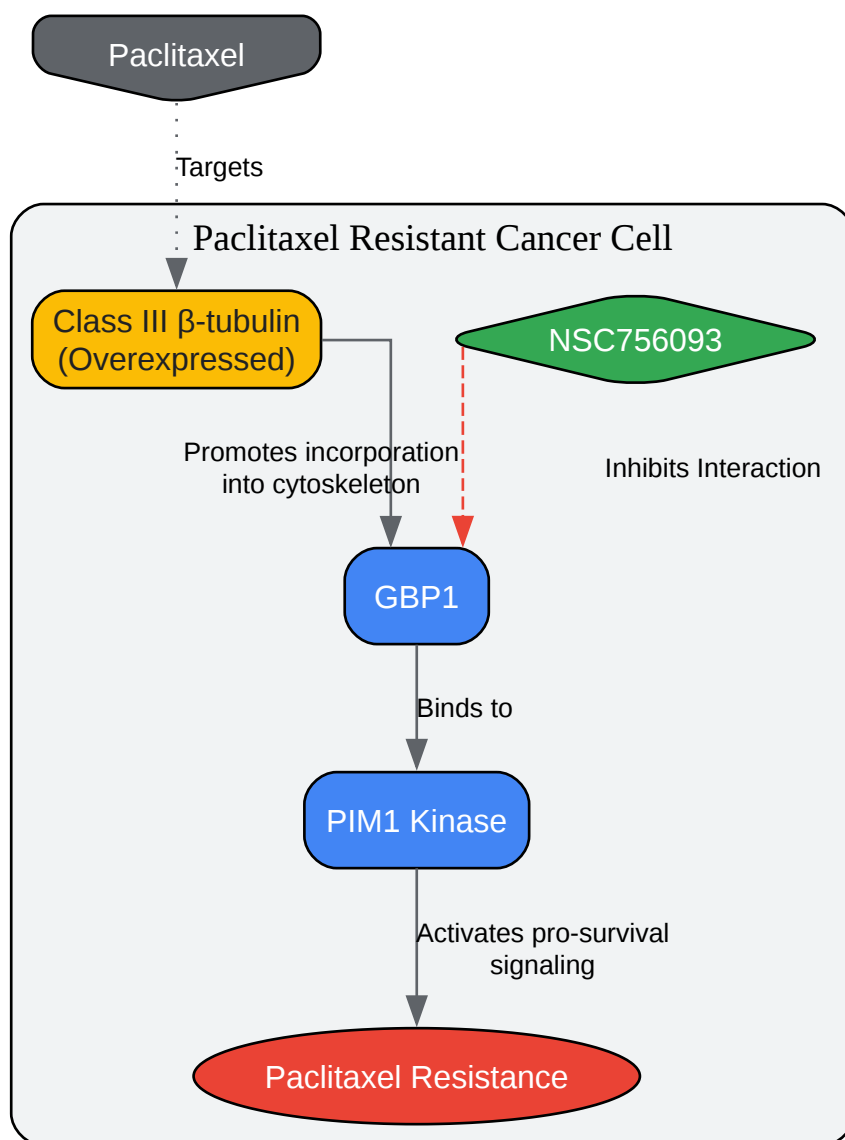 Paclitaxel
Targets
Paclitaxel Resistant Cancer Cell
Class III β-tubulin
(Overexpressed)
NSC756093
Promotes incorporation
into cytoskeleton
Inhibits Interaction
GBP1
Binds to
PIM1 Kinase
Activates pro-survival
signaling
Paclitaxel Resistance